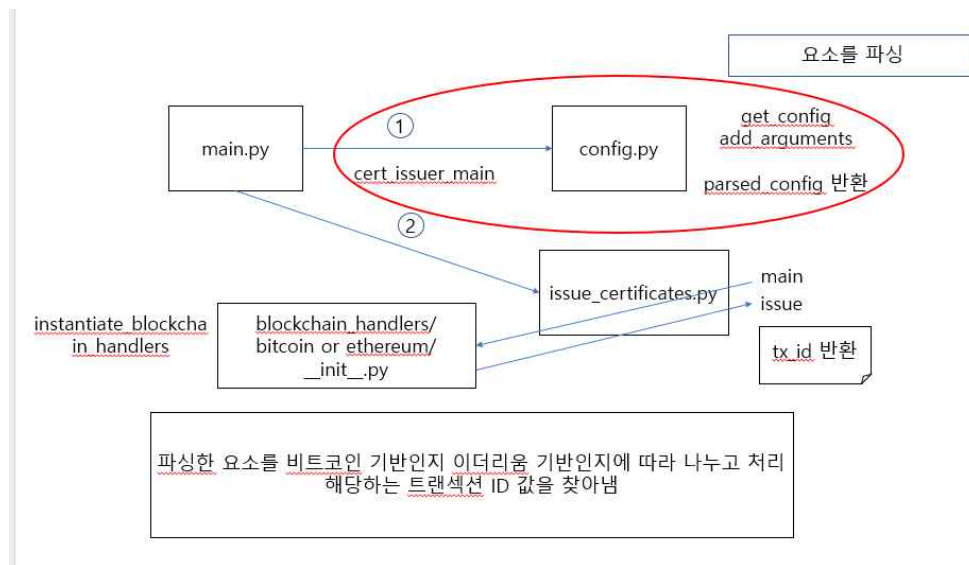 요소를 파싱
main.py
①
cert_issuer_main
config.py
get_config
add_arguments
parsed_config 반환
②
issue_certificates.py
main
issue
instantiate_blockcha
in_handlers
blockchain_handlers/
bitcoin or ethereum/
__init__.py
tx_id 반환
파싱한 요소를 비트코인 기반인지 이더리움 기반인지에 따라 나누고 처리
해당하는 트랜섹션 ID 값을 찾아냄